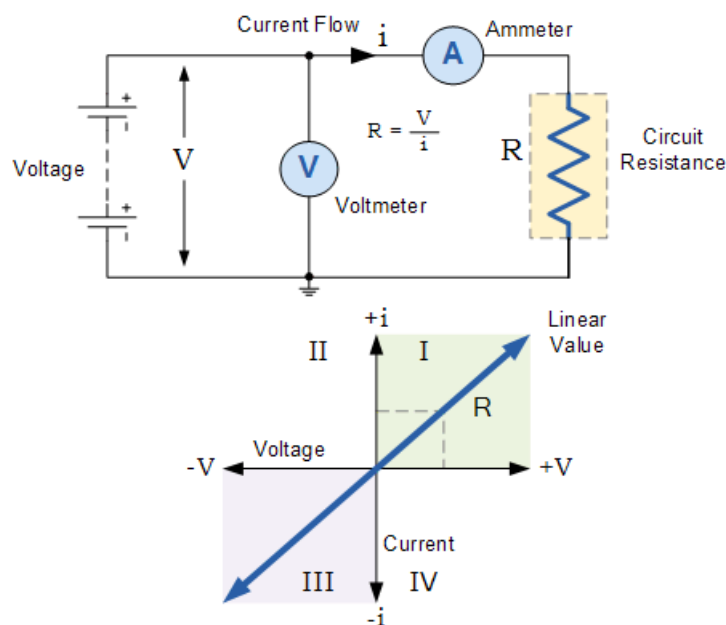 Current Flow
i
A
Ammeter
+
-
Voltage
+
-
V
V
Voltmeter
R = V
i
R
Circuit
Resistance
+i
II
I
Linear
Value
R
Voltage
-V
+V
Current
III
IV
-i